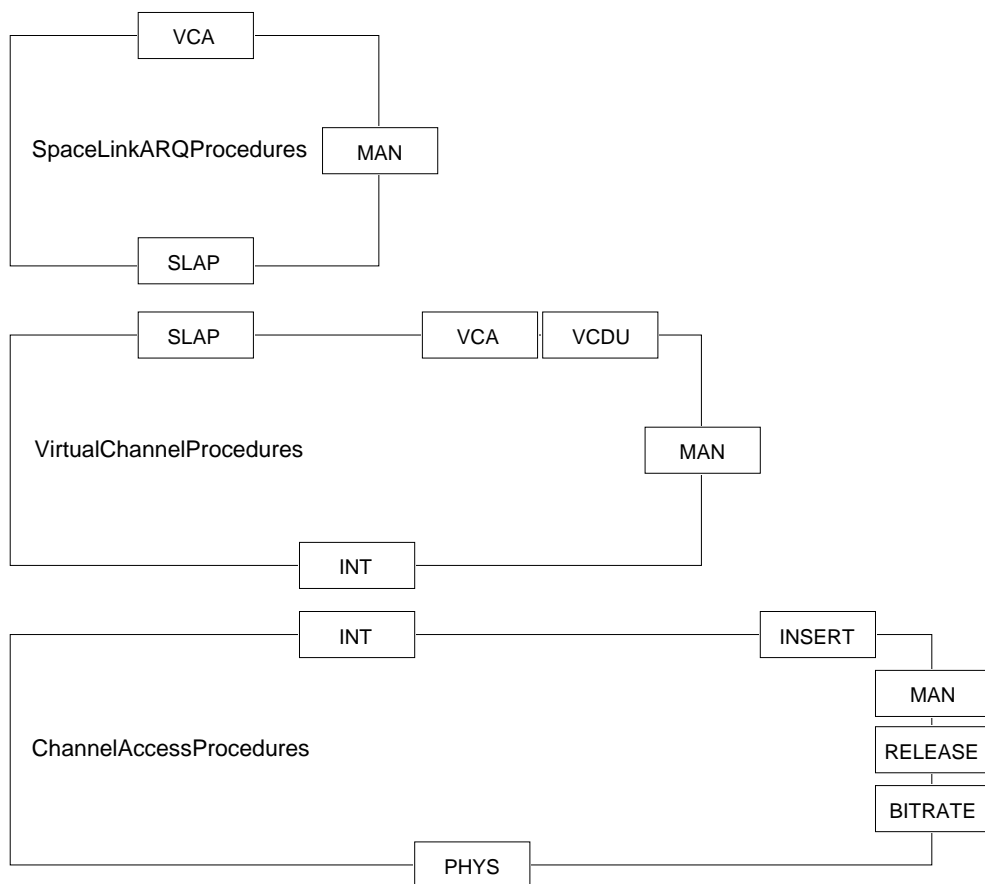 VCA
SpaceLinkARQProcedures
MAN
SLAP
SLAP
VCA
VCDU
VirtualChannelProcedures
MAN
INT
INT
INSERT
MAN
ChannelAccessProcedures
RELEASE
BITRATE
PHYS